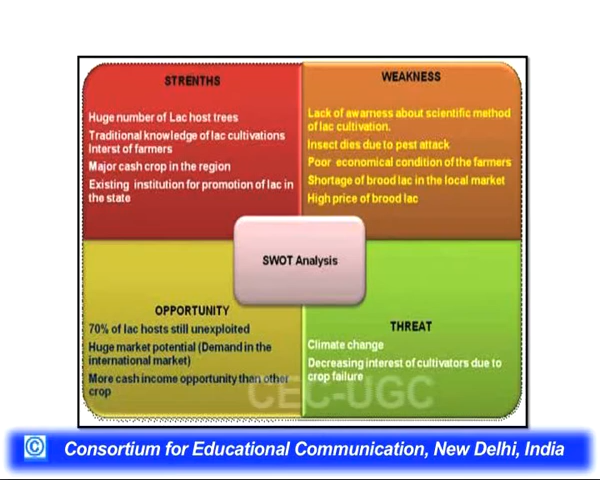 STRENTHS
Huge number of Lac host trees
Traditional knowledge of lac cultivations
Interst of farmers
Major cash crop in the region
Existing institution for promotion of lac in
the state
WEAKNESS
Lack of awarness about scientific method
of lac cultivation.
Insect dies due to pest attack
Poor economical condition of the farmers
Shortage of brood lac in the local market
High price of brood lac
SWOT Analysis
OPPORTUNITY
70% of lac hosts still unexploited
Huge market potential (Demand in the
international market)
More cash income opportunity than other
crop
THREAT
Climate change
Decreasing interest of cultivators due to
crop failure
CEC-UGC
© Consortium for Educational Communication, New Delhi, India